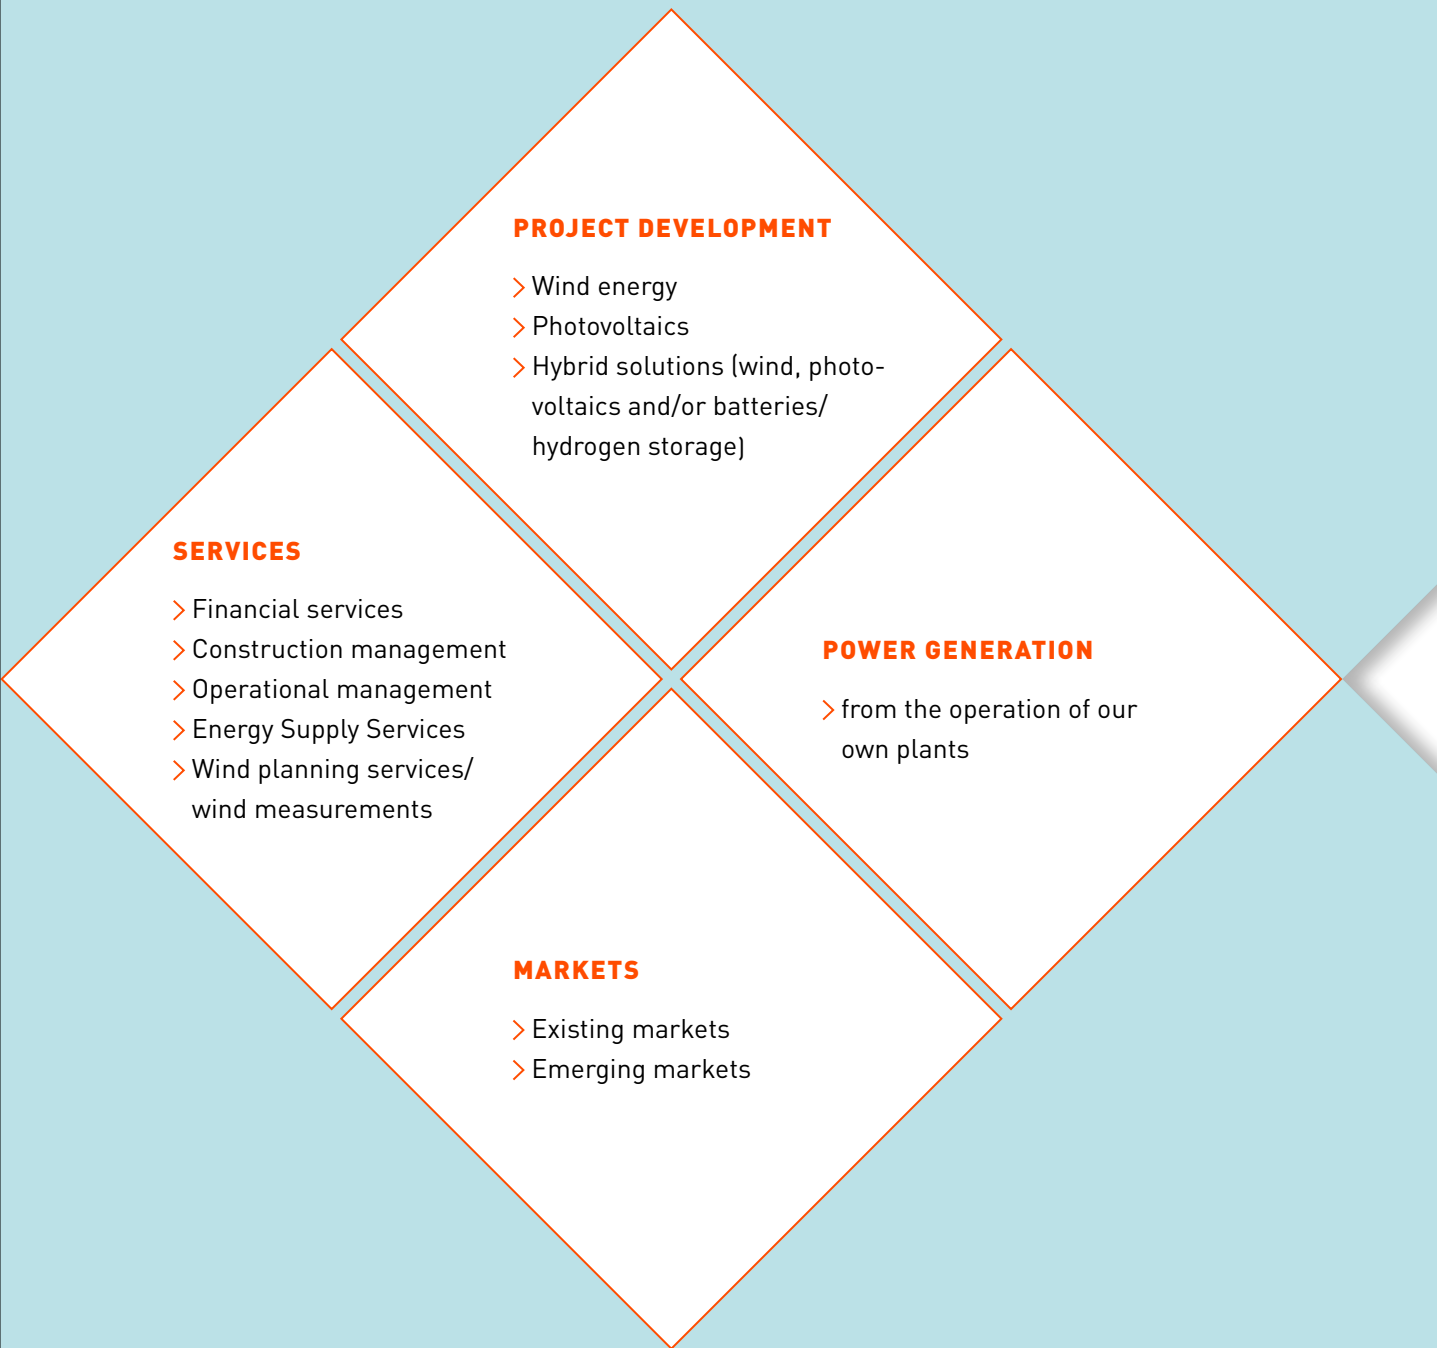 PROJECT DEVELOPMENT
Wind energy
Photovoltaics
Hybrid solutions (wind, photo-
voltaics and/or batteries/
hydrogen storage)
SERVICES
Financial services
Construction management
Operational management
Energy Supply Services
Wind planning services/
wind measurements
POWER GENERATION
from the operation of our
own plants
MARKETS
Existing markets
Emerging markets